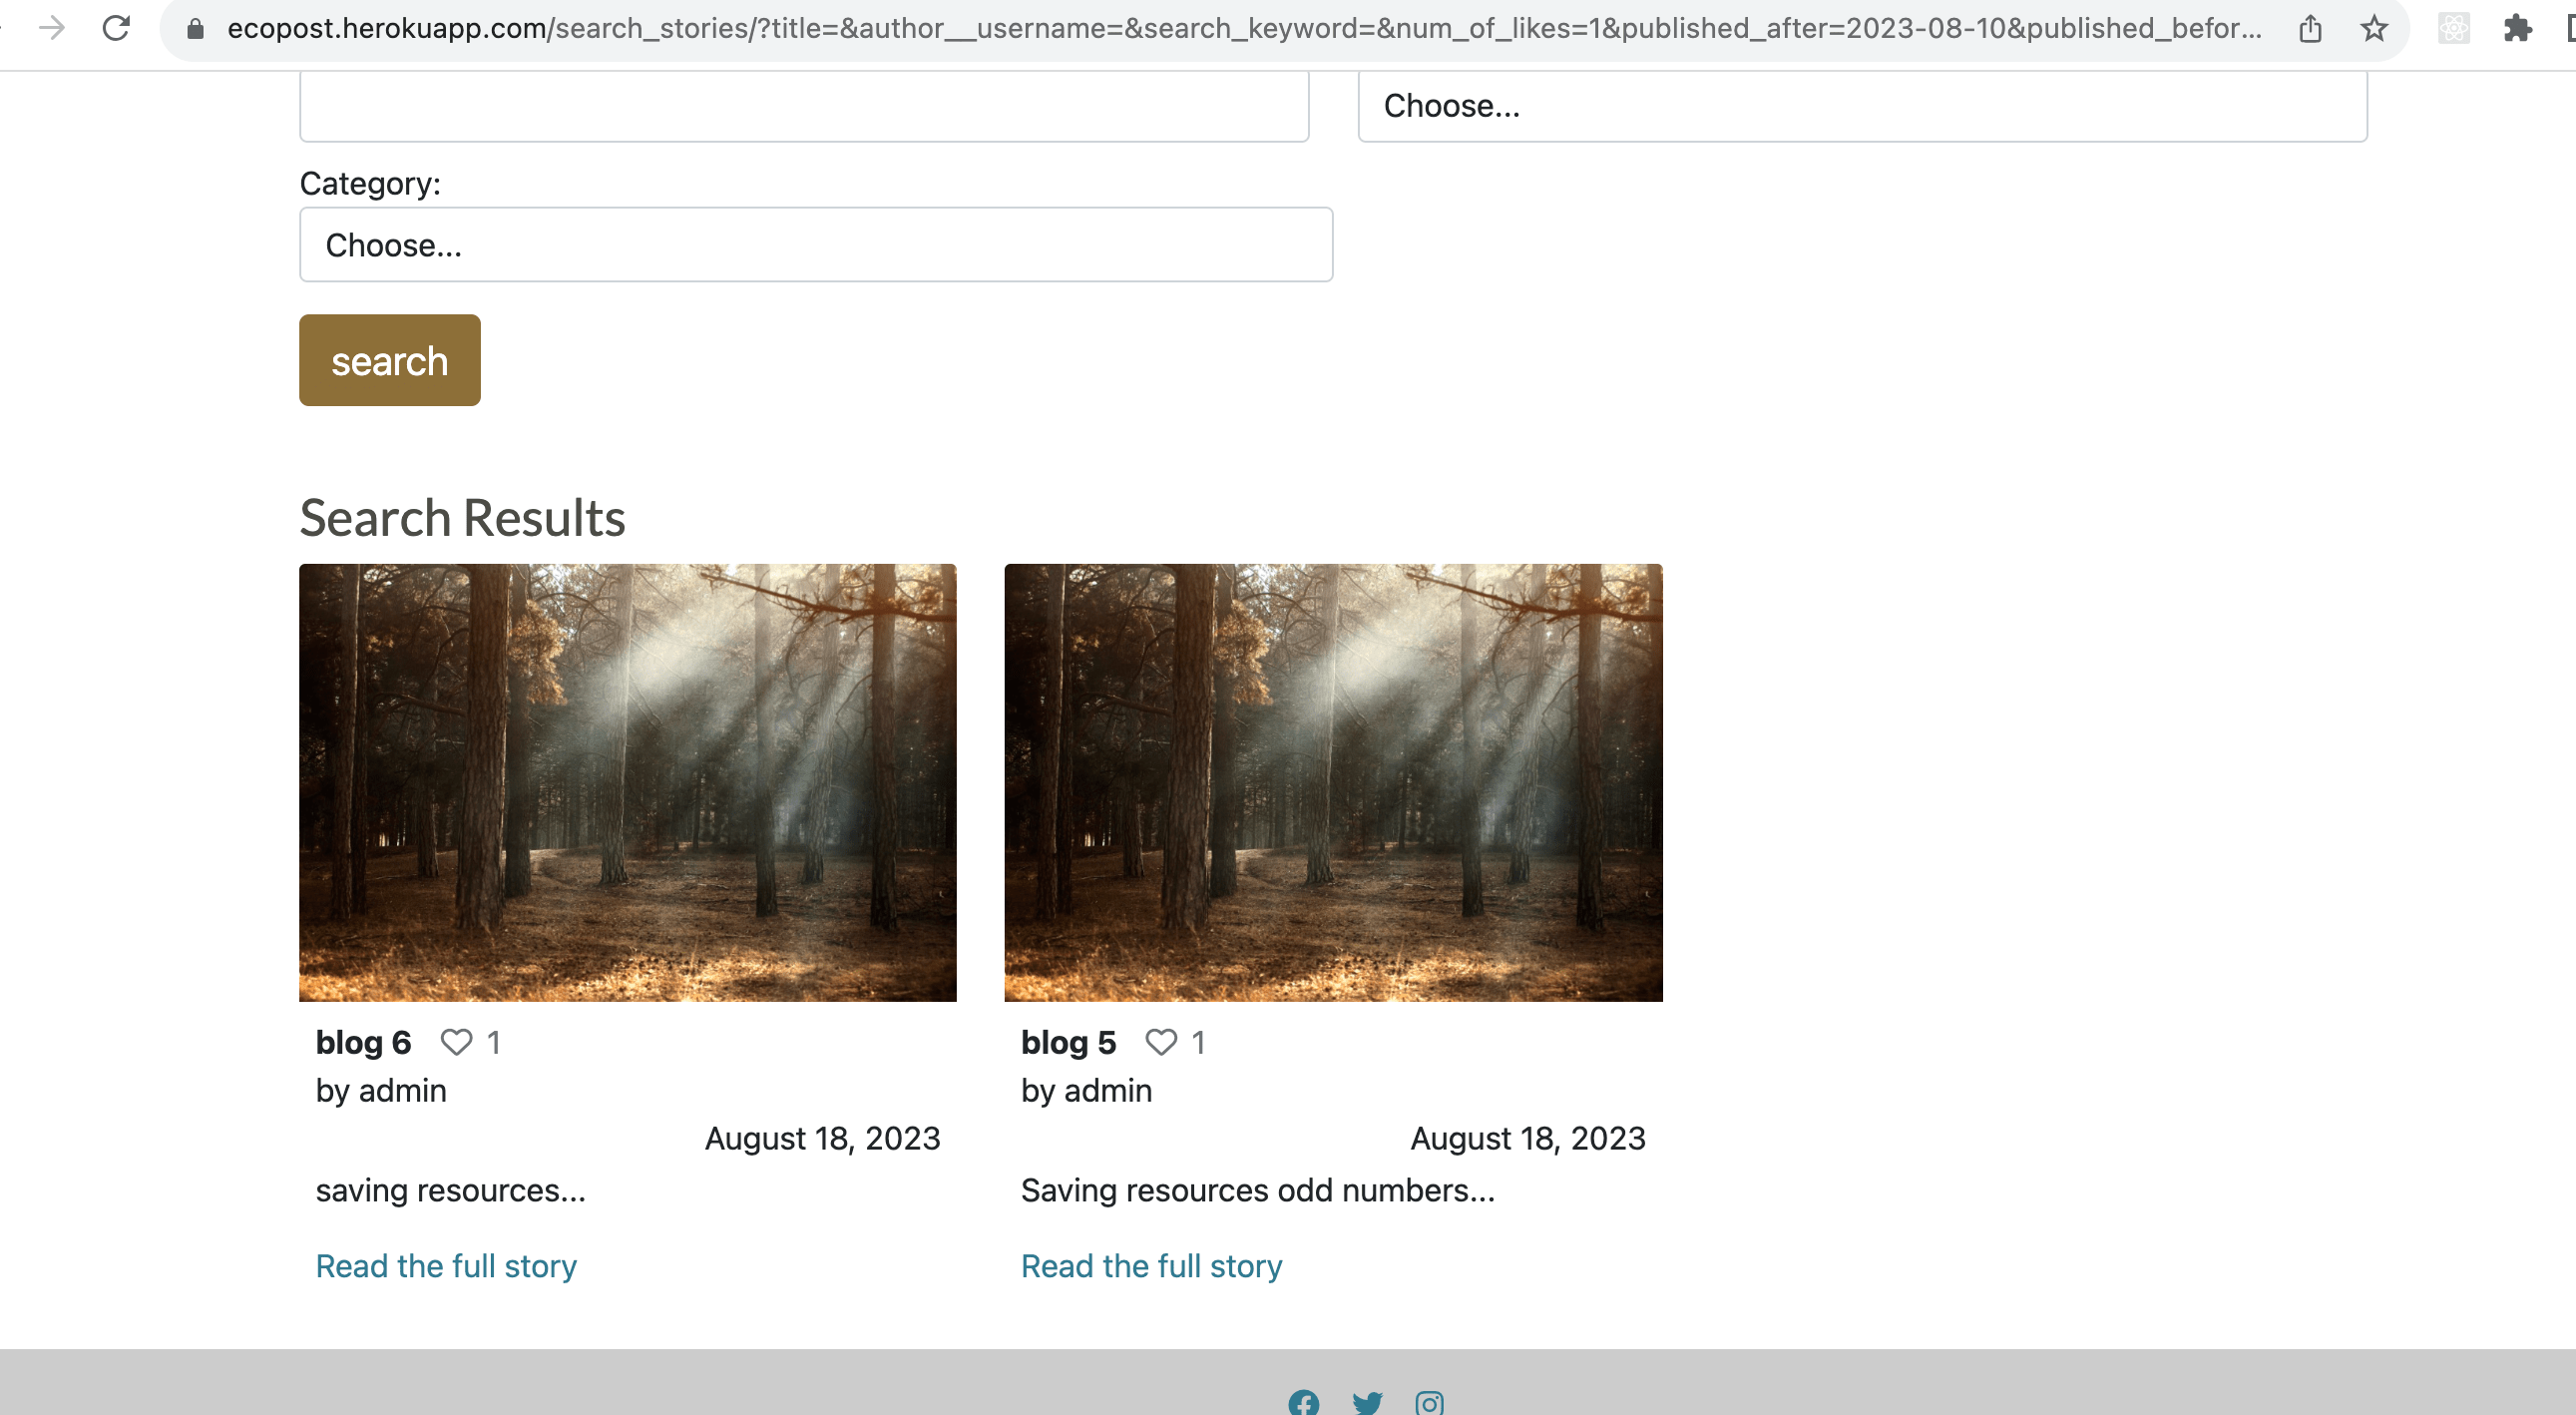 ecopost.herokuapp.com/search_stories/?title=&author__username=&search_keyword=&num_of_likes=1&published_after=2023-08-10&published_befor...
Choose...
Category:
Choose...
search
Search Results
blog 6 1
by admin
August 18, 2023
saving resources...
Read the full story
blog 5 1
by admin
August 18, 2023
Saving resources odd numbers...
Read the full story